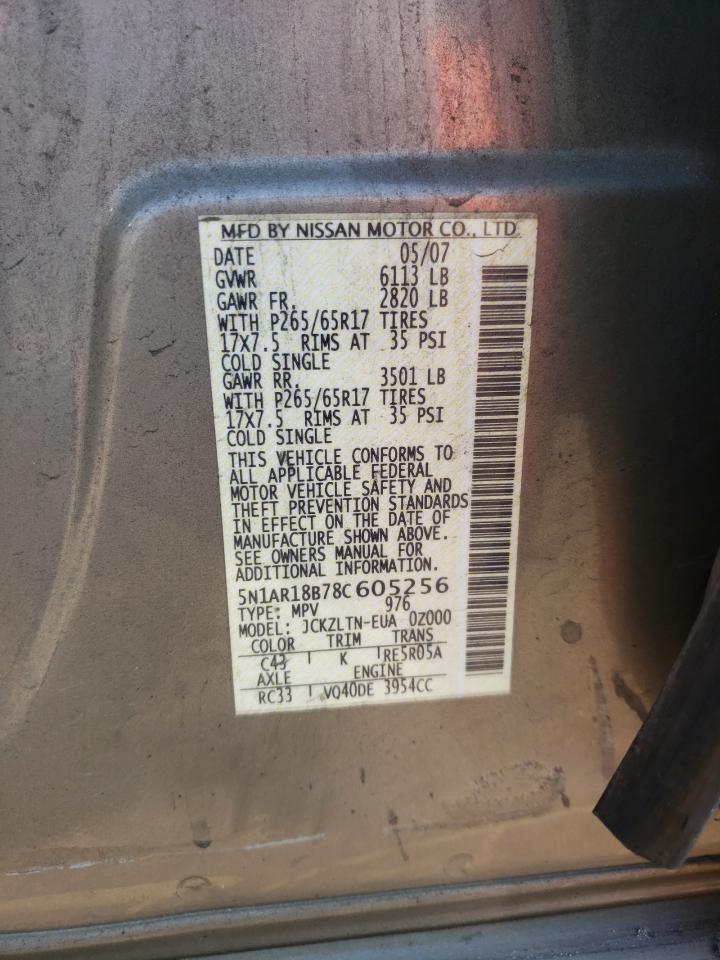 MFD BY NISSAN MOTOR CO., LTD
DATE 05/07
GVWR 6113 LB
GAWR FR. 2820 LB
WITH P265/65R17 TIRES
17X7.5 RIMS AT 35 PSI
COLD SINGLE
GAWR RR. 3501 LB
WITH P265/65R17 TIRES
17X7.5 RIMS AT 35 PSI
COLD SINGLE
THIS VEHICLE CONFORMS TO
ALL APPLICABLE FEDERAL
MOTOR VEHICLE SAFETY AND
THEFT PREVENTION STANDARDS
IN EFFECT ON THE DATE OF
MANUFACTURE SHOWN ABOVE.
SEE OWNERS MANUAL FOR
ADDITIONAL INFORMATION.
5N1AR18B78C605256
TYPE: MPV 976
MODEL: JCKZLTN-EUA 0Z000
COLOR TRIM TRANS
C43 K RE5R05A
AXLE ENGINE
RC33 VQ40DE 3954CC